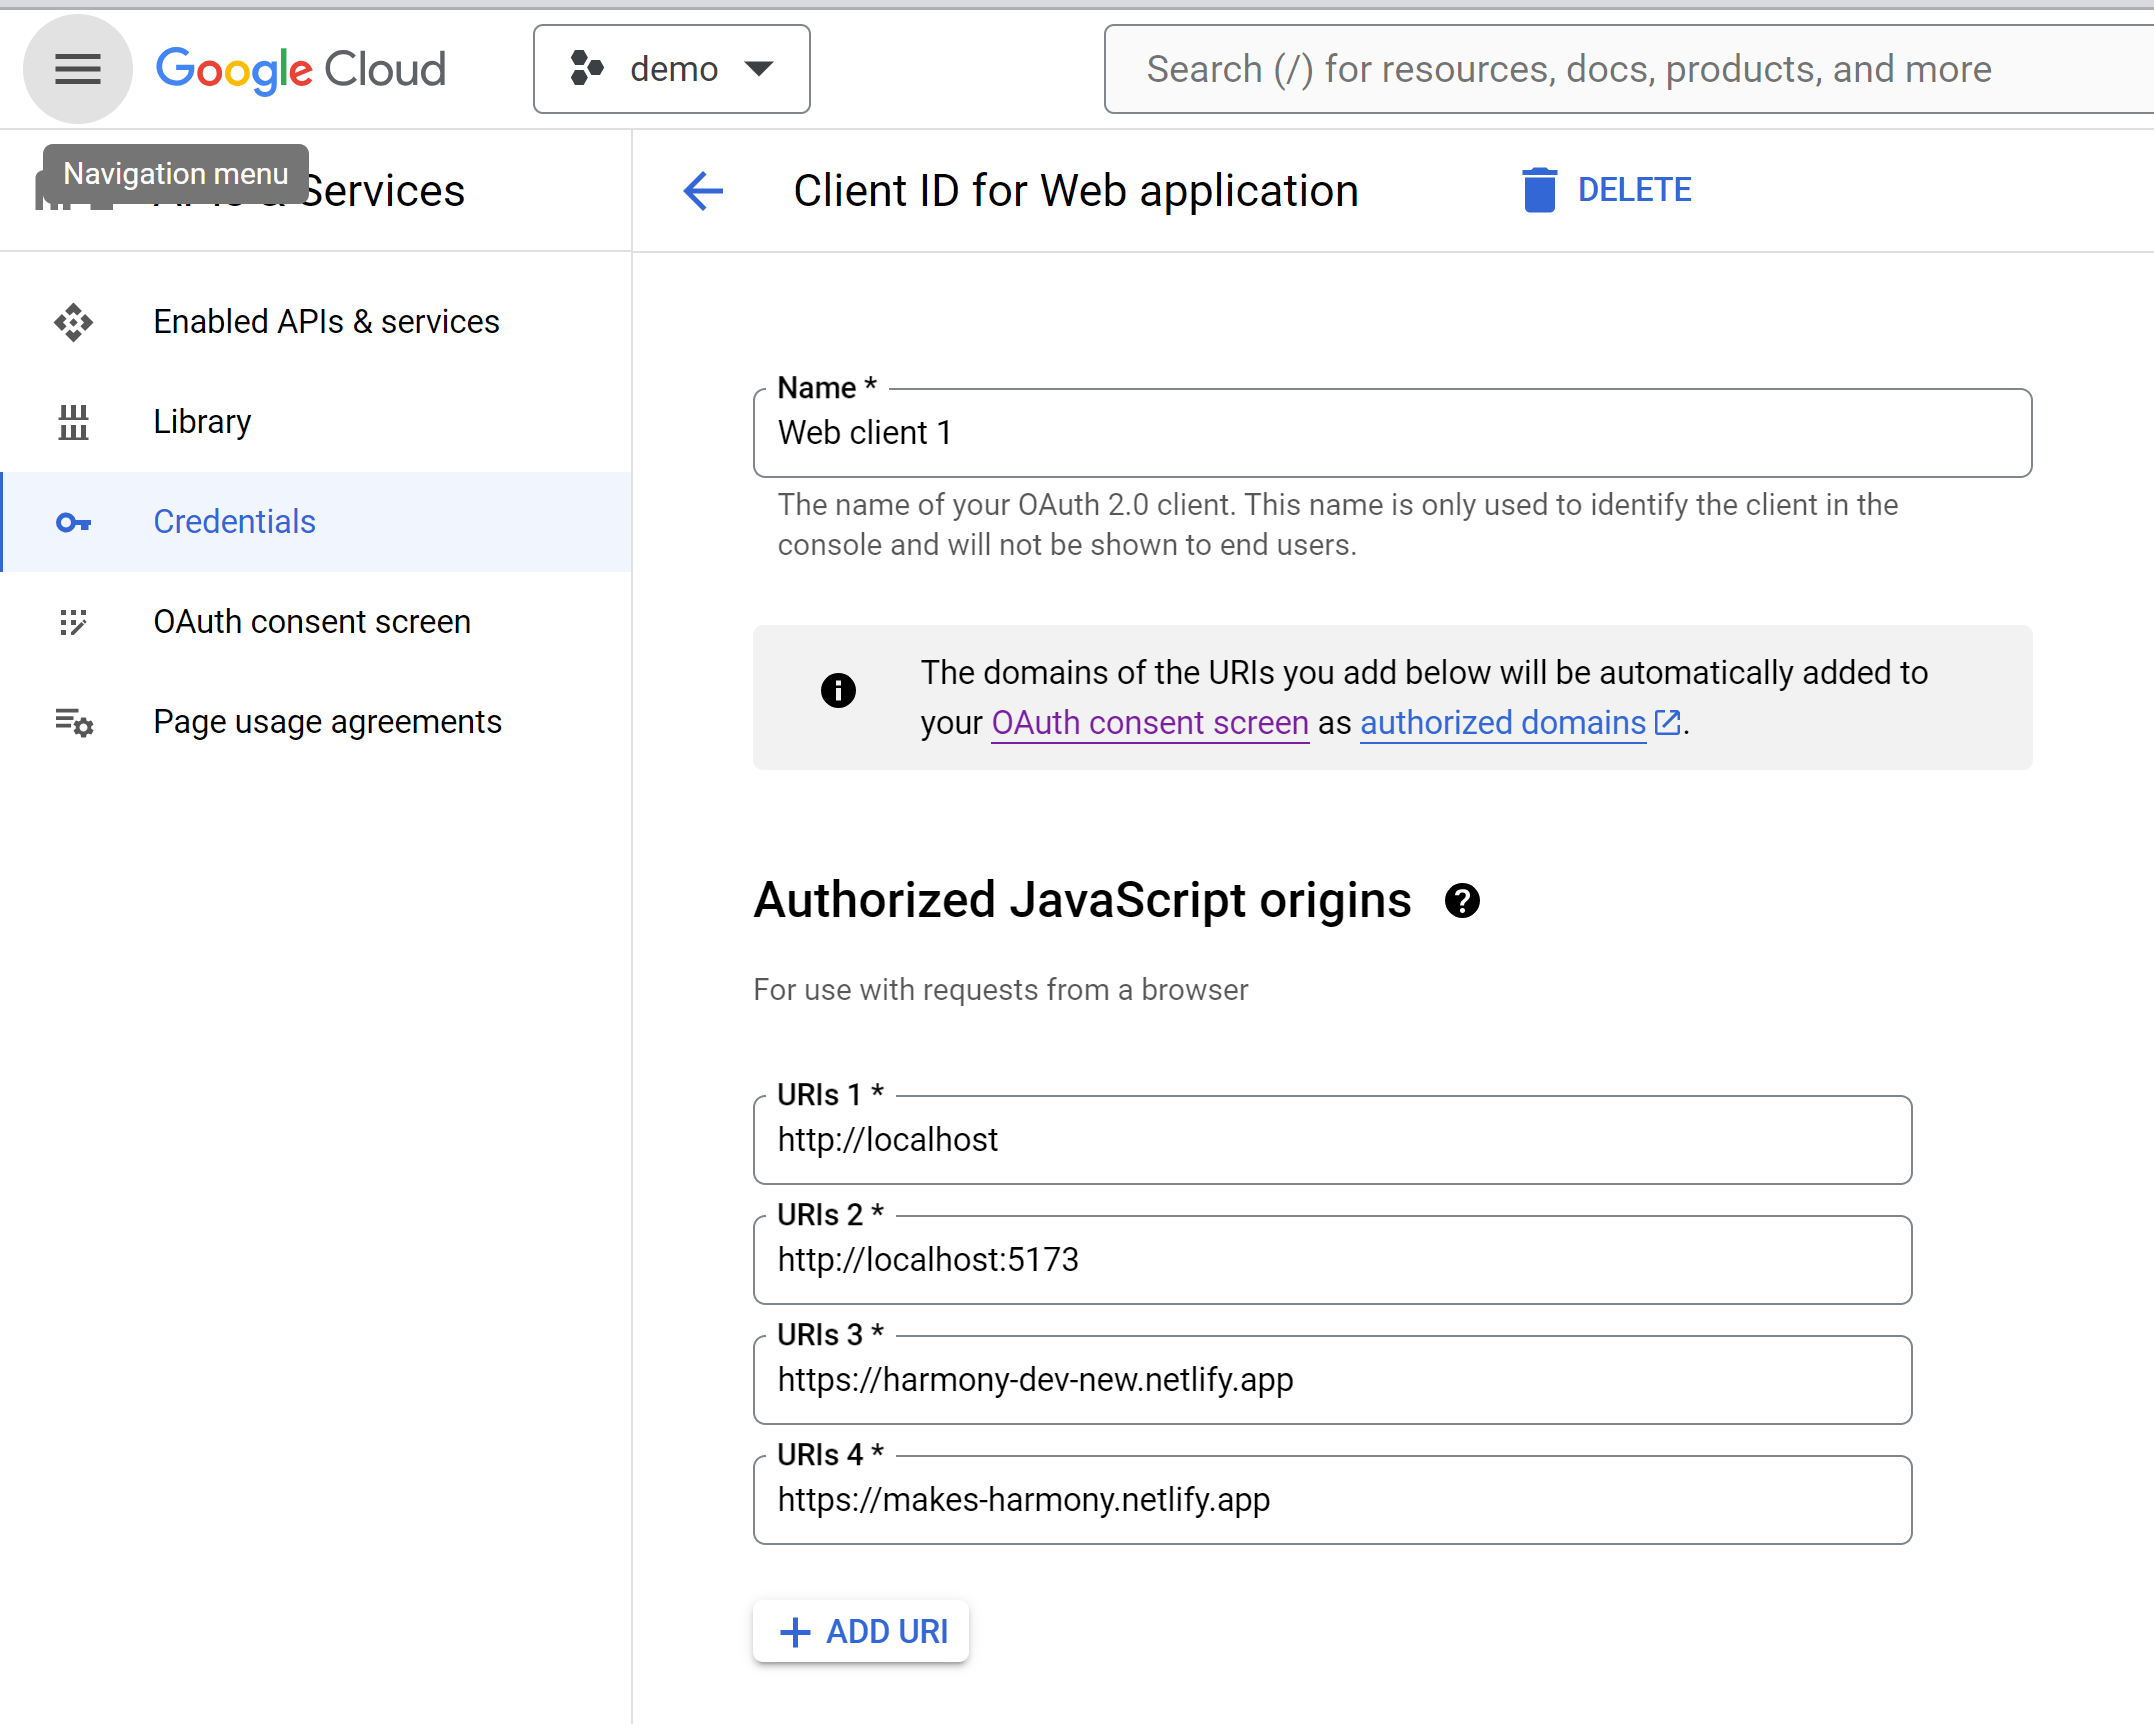 Google Cloud
demo
Search (/) for resources, docs, products, and more
Navigation menu
Services
Client ID for Web application
DELETE
Enabled APIs & services
Library
Credentials
OAuth consent screen
Page usage agreements
Name *
Web client 1
The name of your OAuth 2.0 client. This name is only used to identify the client in the
console and will not be shown to end users.
The domains of the URIs you add below will be automatically added to
your OAuth consent screen as authorized domains.
Authorized JavaScript origins
For use with requests from a browser
URIs 1 *
http://localhost
URIs 2 *
http://localhost:5173
URIs 3 *
https://harmony-dev-new.netlify.app
URIs 4 *
https://makes-harmony.netlify.app
ADD URI